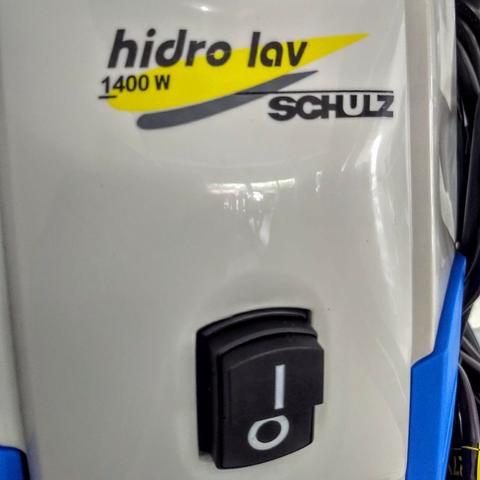 hidro lav
1400 W
SCHULZ
I
O